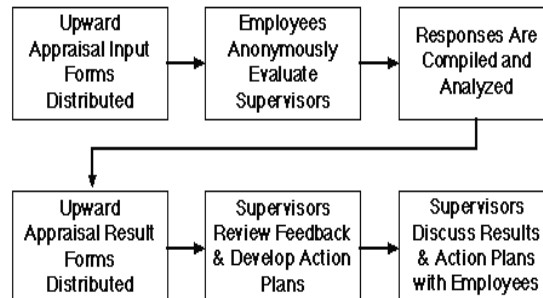 Upward
Appraisal Input
Forms
Distributed
Employees
Anonymously
Evaluate
Supervisors
Responses Are
Compiled and
Analyzed
Upward
Appraisal Result
Forms
Distributed
Supervisors
Review Feedback
& Develop Action
Plans
Supervisors
Discuss Results
& Action Plans
with Employees